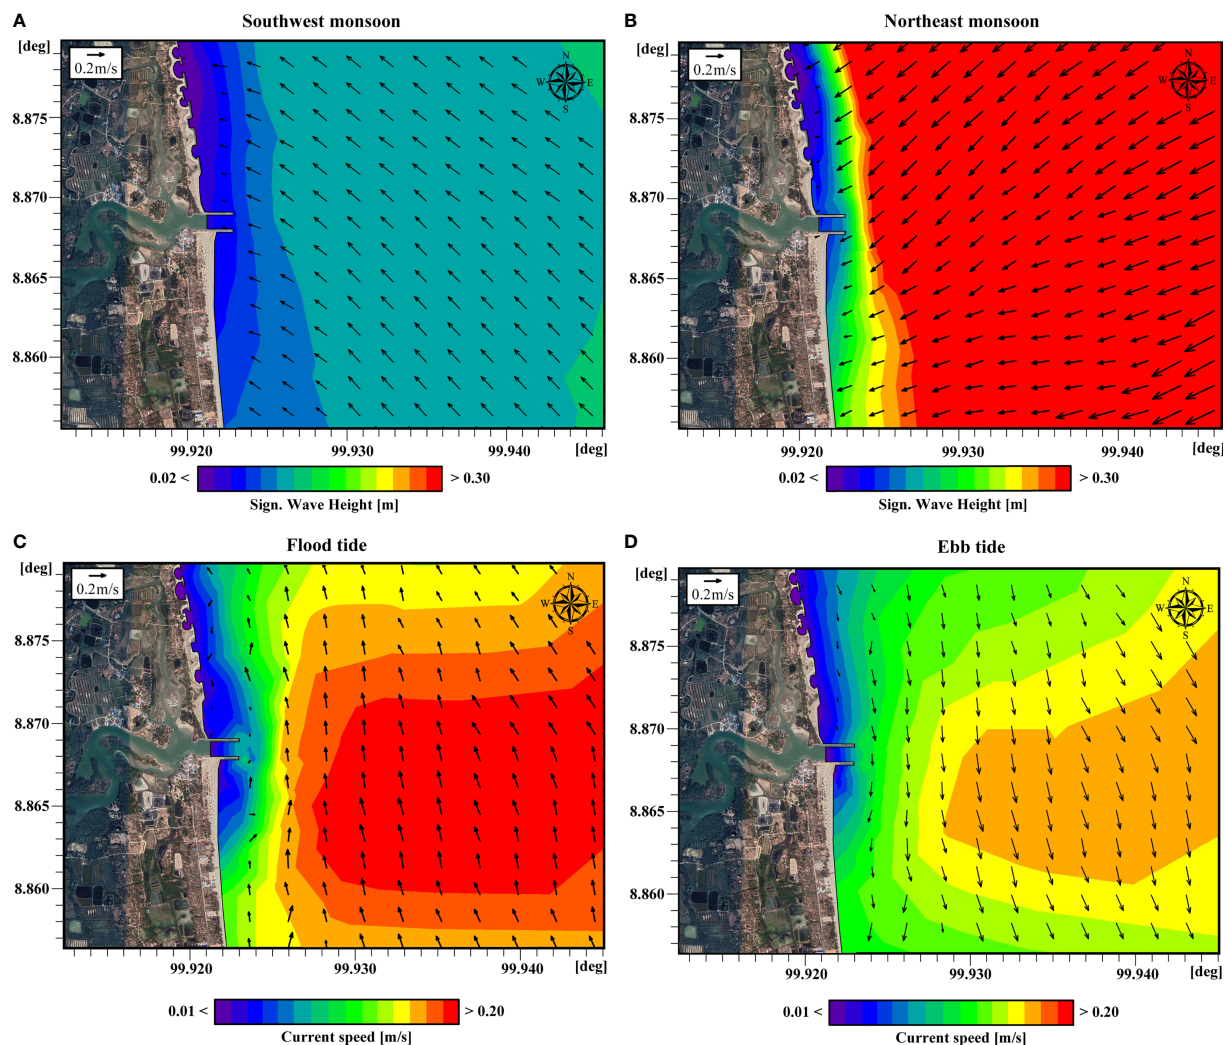 A Southwest monsoon
[deg]
0.2m/s
N
W E
S
8.875
8.870
8.865
8.860
99.920 99.930 99.940 [deg]
0.02 < > 0.30
Sign. Wave Height [m]
B Northeast monsoon
[deg]
0.2m/s
N
W E
S
8.875
8.870
8.865
8.860
99.920 99.930 99.940 [deg]
0.02 < > 0.30
Sign. Wave Height [m]
C Flood tide
[deg]
0.2m/s
N
W E
S
8.875
8.870
8.865
8.860
99.920 99.930 99.940 [deg]
0.01 < > 0.20
Current speed [m/s]
D Ebb tide
[deg]
0.2m/s
N
W E
S
8.875
8.870
8.865
8.860
99.920 99.930 99.940 [deg]
0.01 < > 0.20
Current speed [m/s]